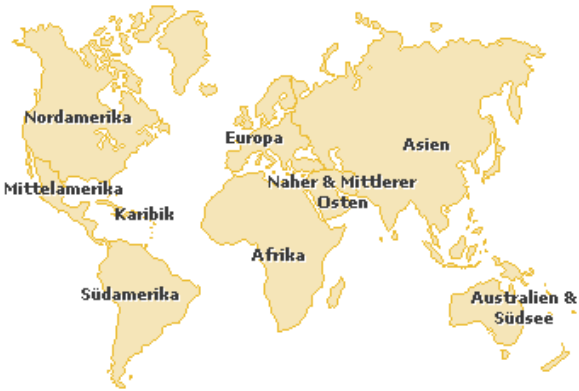 Nordamerika
Europa
Asien
Mittelamerika
Naher & Mittlerer
Osten
Karibik
Afrika
Südamerika
Australien &
Südsee